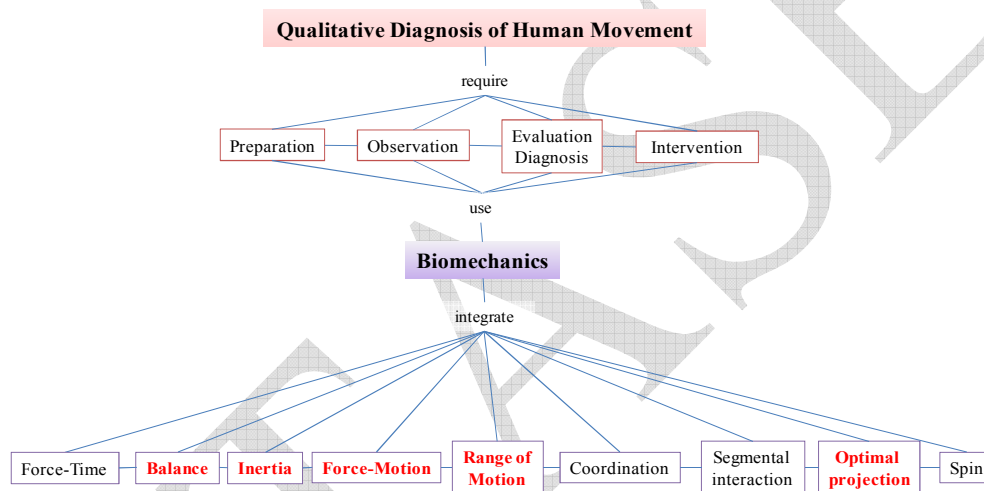 Qualitative Diagnosis of Human Movement
require
Preparation
Observation
Evaluation
Diagnosis
Intervention
use
Biomechanics
integrate
Force-Time
Balance
Inertia
Force-Motion
Range of
Motion
Coordination
Segmental
interaction
Optimal
projection
Spin